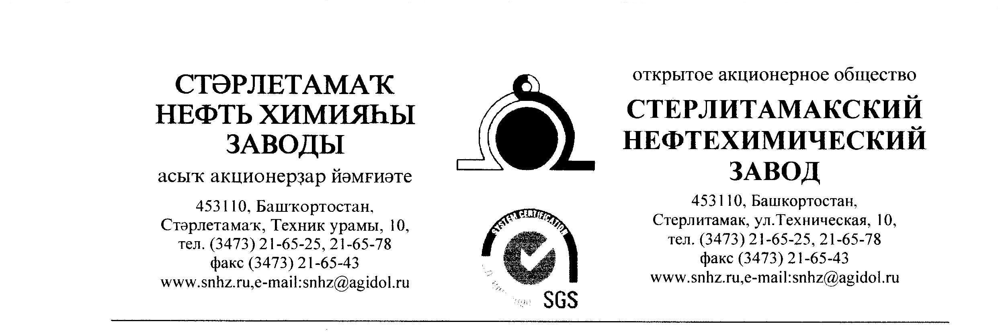 СТӘРЛЕТАМАҠ
НЕФТЬ ХИМИЯҺЫ
ЗАВОДЫ
асыҡ акционерҙар йәмғиәте
453110, Башҡортостан,
Стәрлетамаҡ, Техник урамы, 10,
тел. (3473) 21-65-25, 21-65-78
факс (3473) 21-65-43
www.snhz.ru,e-mail:snhz@agidol.ru
SYSTEM CERTIFICATION
SGS
открытое акционерное общество
СТЕРЛИТАМАКСКИЙ
НЕФТЕХИМИЧЕСКИЙ
ЗАВОД
453110, Башкортостан,
Стерлитамак, ул.Техническая, 10,
тел. (3473) 21-65-25, 21-65-78
факс (3473) 21-65-43
www.snhz.ru,e-mail:snhz@agidol.ru